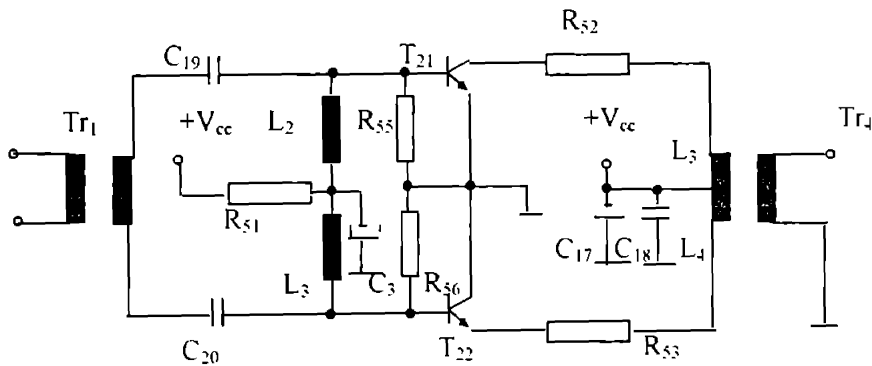 R52
C19
T21
Tr1
+Vcc
L2
R55
+Vcc
L3
Tr4
R51
C17
C18
L4
L3
C3
R56
C20
T22
R53